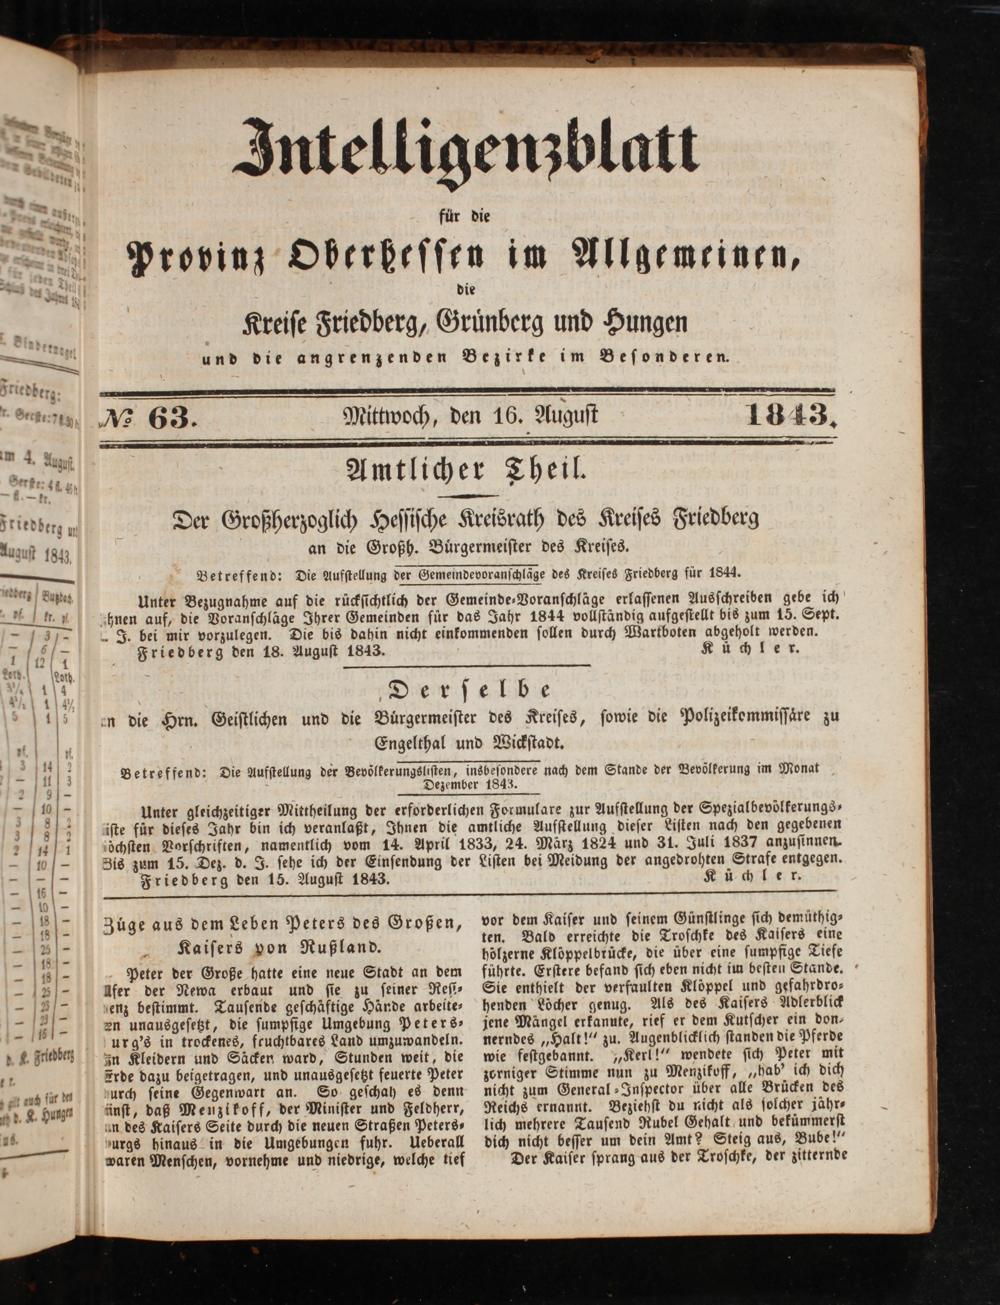 Intelligenzblatt
für die
Provinz Oberhessen im Allgemeinen,
die
Kreise Friedberg, Grünberg und Hungen
und die angrenzenden Bezirke im Besonderen.
№ 63. Mittwoch, den 16. August 1843.
Amtlicher Theil.
Der Großherzoglich Hessische Kreisrath des Kreises Friedberg
an die Großh. Bürgermeister des Kreises.
Betreffend: Die Aufstellung der Gemeindevoranschläge des Kreises Friedberg für 1844.
Unter Bezugnahme auf die rücksichtlich der Gemeinde-Voranschläge erlassenen Ausschreiben gebe ich
hnen auf, die Voranschläge Ihrer Gemeinden für das Jahr 1844 vollständig aufgestellt bis zum 15. Sept.
J. bei mir vorzulegen. Die bis dahin nicht einkommenden sollen durch Wartboten abgeholt werden.
Friedberg den 18. August 1843. Küchler.
Derselbe
n die Hrn. Geistlichen und die Bürgermeister des Kreises, sowie die Polizeikommissäre zu
Engelthal und Wickstadt.
Betreffend: Die Aufstellung der Bevölkerungslisten, insbesondere nach dem Stande der Bevölkerung im Monat
Dezember 1843.
Unter gleichzeitiger Mittheilung der erforderlichen Formulare zur Aufstellung der Spezialbevölkerungs-
iste für dieses Jahr bin ich veranlaßt, Ihnen die amtliche Aufstellung dieser Listen nach den gegebenen
öchsten Vorschriften, namentlich vom 14. April 1833, 24. März 1824 und 31. Juli 1837 anzusinnen.
Bis zum 15. Dez. d. J. sehe ich der Einsendung der Listen bei Meidung der angedrohten Strafe entgegen.
Friedberg den 15. August 1843. Küchler.
Züge aus dem Leben Peters des Großen,
Kaisers von Rußland.
Peter der Große hatte eine neue Stadt an dem
Ufer der Newa erbaut und sie zu seiner Resi-
enz bestimmt. Tausende geschäftige Hände arbeite-
en unausgesetzt, die sumpfige Umgebung Peters-
urg's in trockenes, fruchtbares Land umzuwandeln.
In Kleidern und Säcken ward, Stunden weit, die
Erde dazu beigetragen, und unausgesetzt feuerte Peter
urch seine Gegenwart an. So geschah es denn
inst, daß Menzikoff, der Minister und Feldherr,
n des Kaisers Seite durch die neuen Straßen Peters-
urgs hinaus in die Umgebungen fuhr. Ueberall
waren Menschen, vornehme und niedrige, welche tief
vor dem Kaiser und seinem Günstlinge sich demüthig-
ten. Bald erreichte die Troschke des Kaisers eine
hölzerne Klöppelbrücke, die über eine sumpfige Tiefe
führte. Erstere befand sich eben nicht im besten Stande.
Sie enthielt der verfaulten Klöppel und gefahrdro-
henden Löcher genug. Als des Kaisers Adlerblick
jene Mängel erkannte, rief er dem Kutscher ein don-
nerndes „Halt!“ zu. Augenblicklich standen die Pferde
wie festgebannt. „Kerl!“ wendete sich Peter mit
zorniger Stimme nun zu Menzikoff, „hab' ich dich
nicht zum General-Inspector über alle Brücken des
Reichs ernannt. Beziehst du nicht als solcher jähr-
lich mehrere Tausend Rubel Gehalt und bekümmerst
dich nicht besser um dein Amt? Steig aus, Bube!“
Der Kaiser sprang aus der Troschke, der zitternde